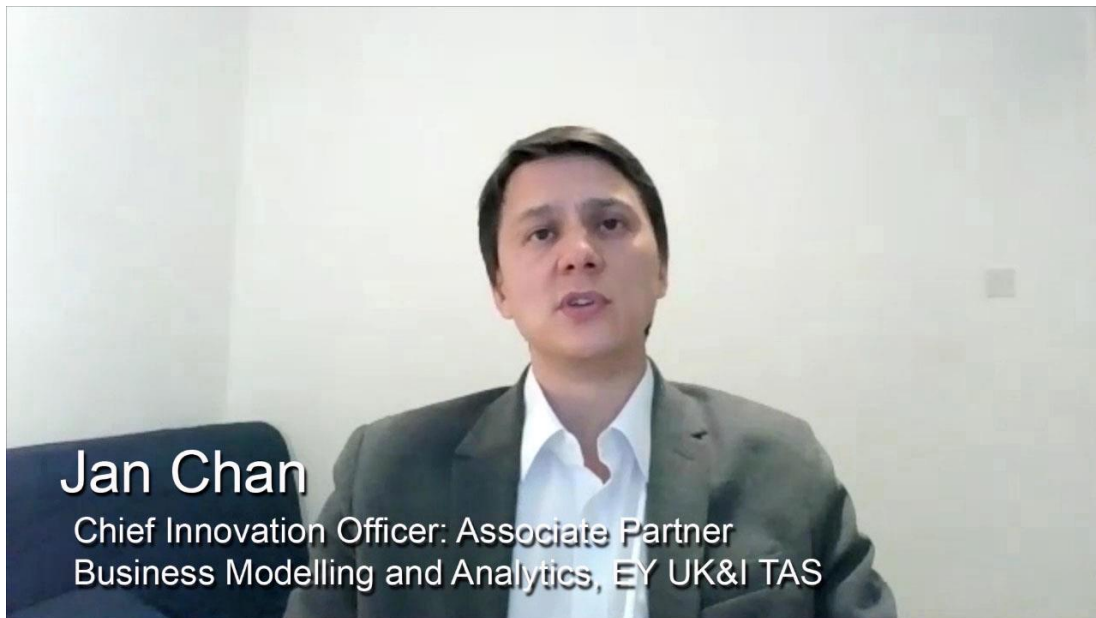 Jan Chan
Chief Innovation Officer: Associate Partner
Business Modelling and Analytics, EY UK&I TAS